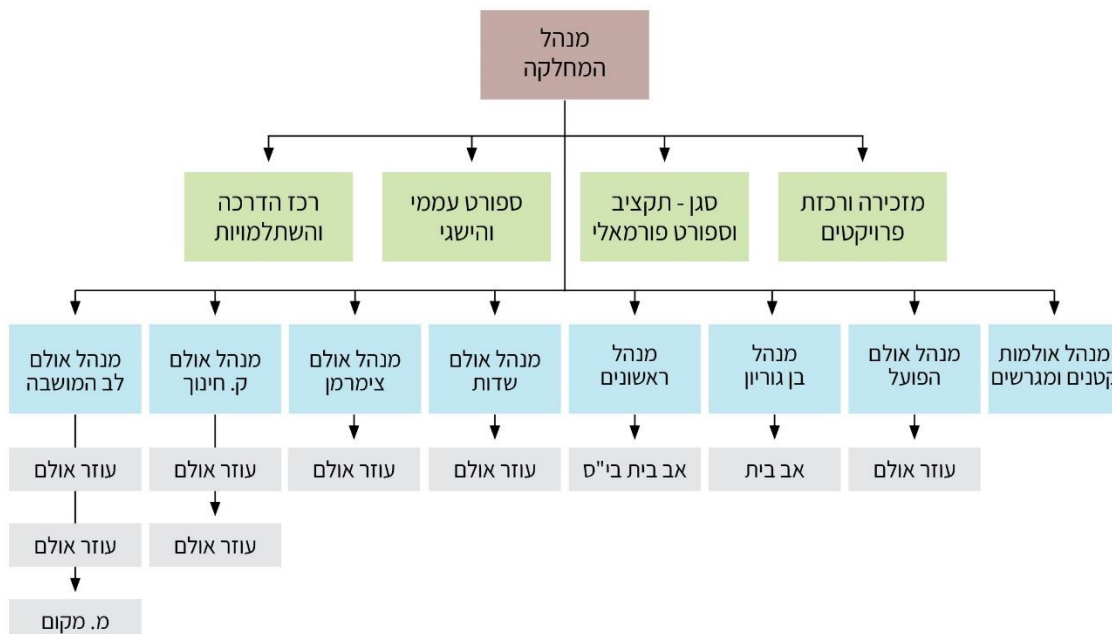 מנהל
המחלקה
מזכירה ורכזת
פרויקטים
סגן - תקציב
וספורט פורמאלי
ספורט עממי
והישגי
רכז הדרכה
והשתלמויות
מנהל אולמות
קטנים ומגרשים
מנהל אולם
הפועל
מנהל
בן גוריון
מנהל
ראשונים
מנהל אולם
שדות
מנהל אולם
צימרמן
מנהל אולם
ק. חינוך
מנהל אולם
לב המושבה
עוזר אולם
אב בית
אב בית בי"ס
עוזר אולם
עוזר אולם
עוזר אולם
עוזר אולם
עוזר אולם
עוזר אולם
מ. מקום